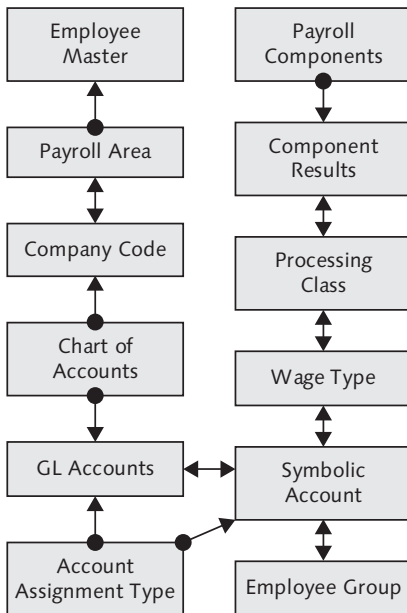 Employee
Master
Payroll Area
Company Code
Chart of
Accounts
GL Accounts
Account
Assignment Type
Payroll
Components
Component
Results
Processing
Class
Wage Type
Symbolic
Account
Employee Group